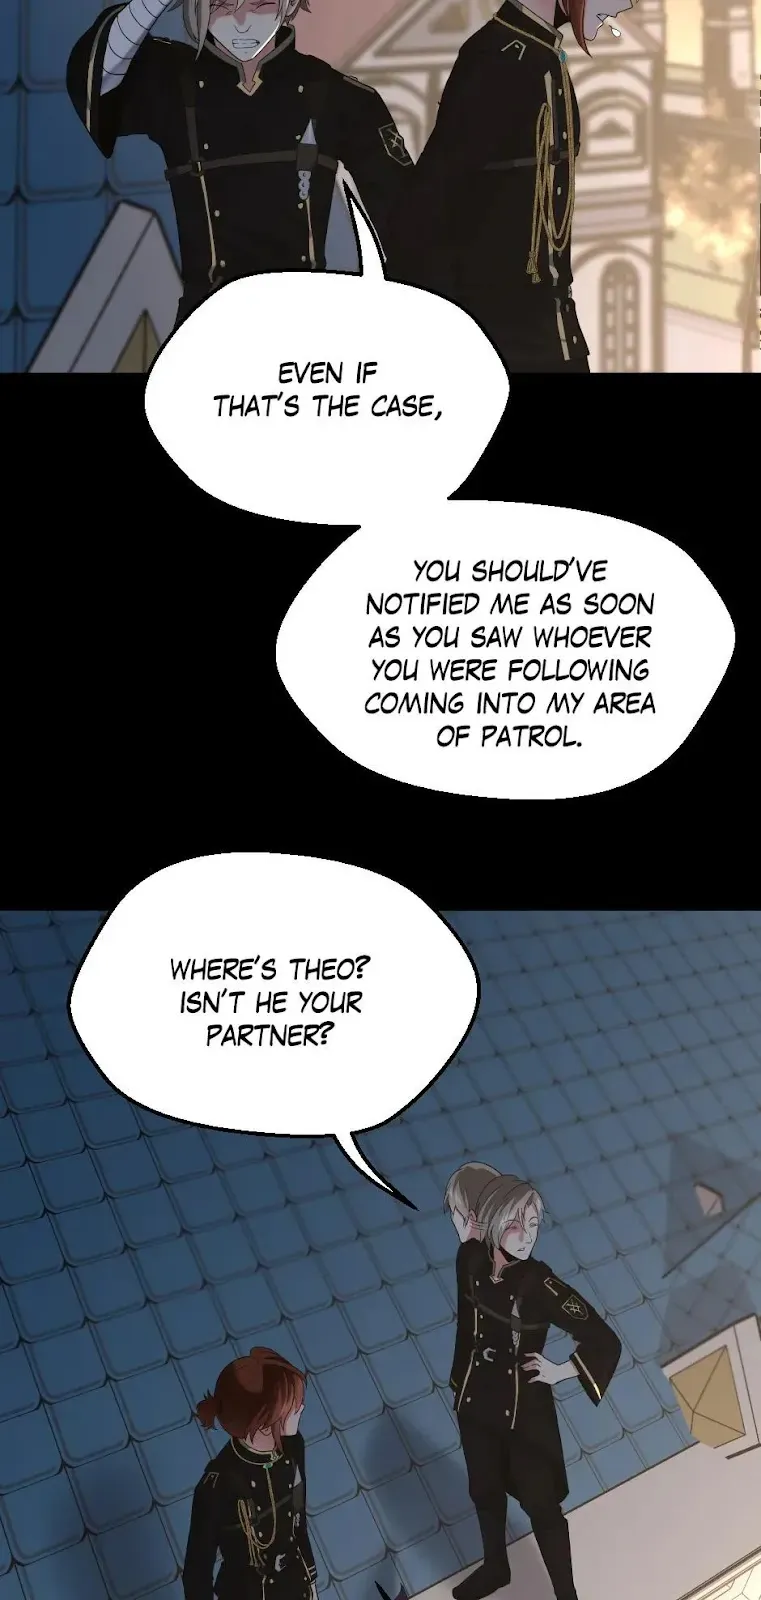 EVEN IF
THAT'S THE CASE,
YOU SHOULD'VE
NOTIFIED ME AS SOON
AS YOU SAW WHOEVER
YOU WERE FOLLOWING
COMING INTO MY AREA
OF PATROL.
WHERE'S THEO?
ISN'T HE YOUR
PARTNER?